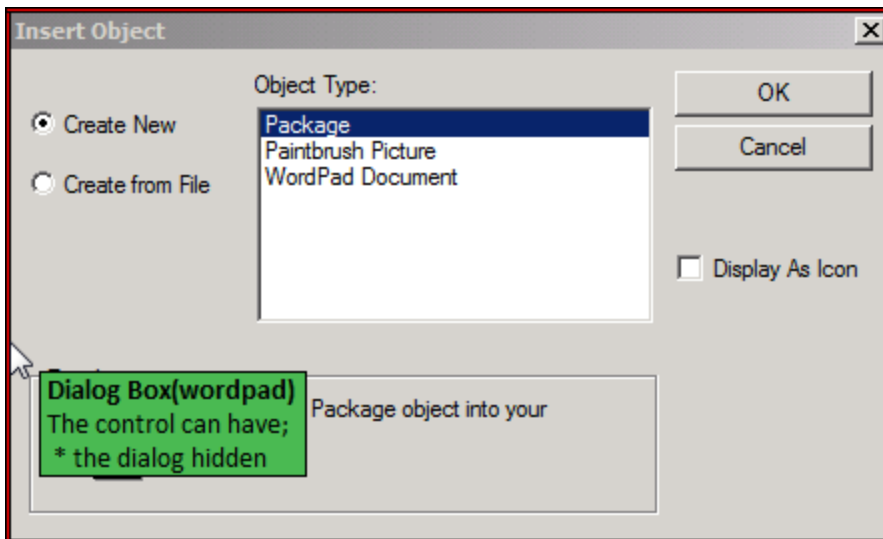 Insert Object
Object Type:
Create New
Create from File
Package
Paintbrush Picture
WordPad Document
OK
Cancel
Display As Icon
Dialog Box(wordpad)
The control can have;
* the dialog hidden
Package object into your